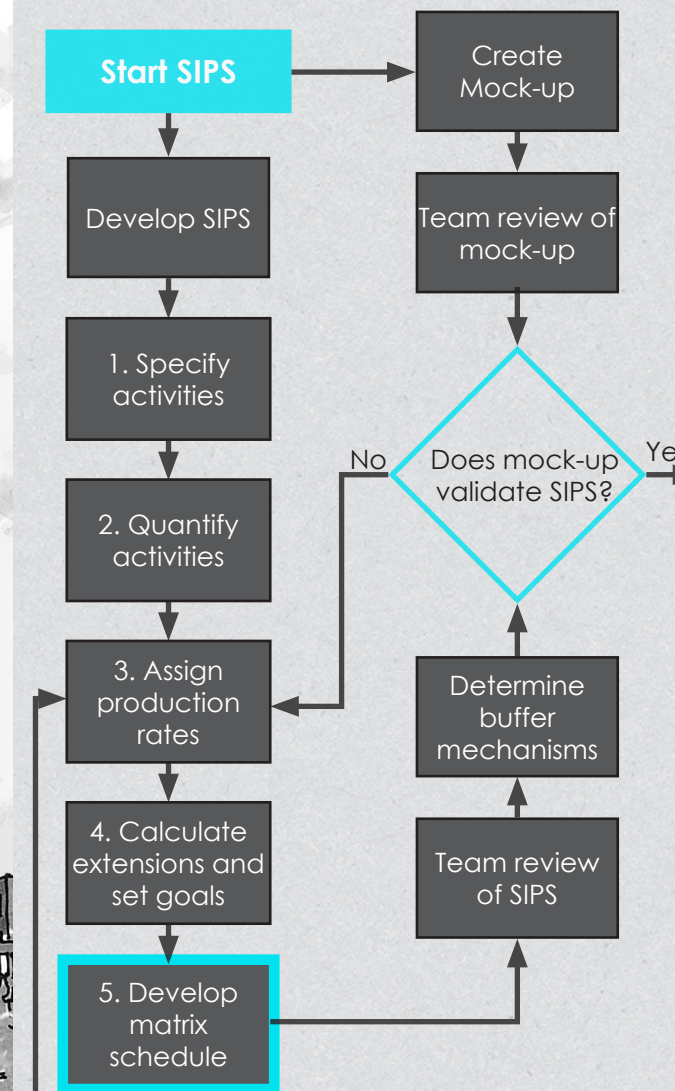 Start SIPS
Develop SIPS
1. Specify
activities
2. Quantify
activities
3. Assign
production
rates
4. Calculate
extensions and
set goals
5. Develop
matrix
schedule
Create
Mock-up
Team review of
mock-up
No
Does mock-up
validate SIPS?
Ye
Determine
buffer
mechanisms
Team review
of SIPS